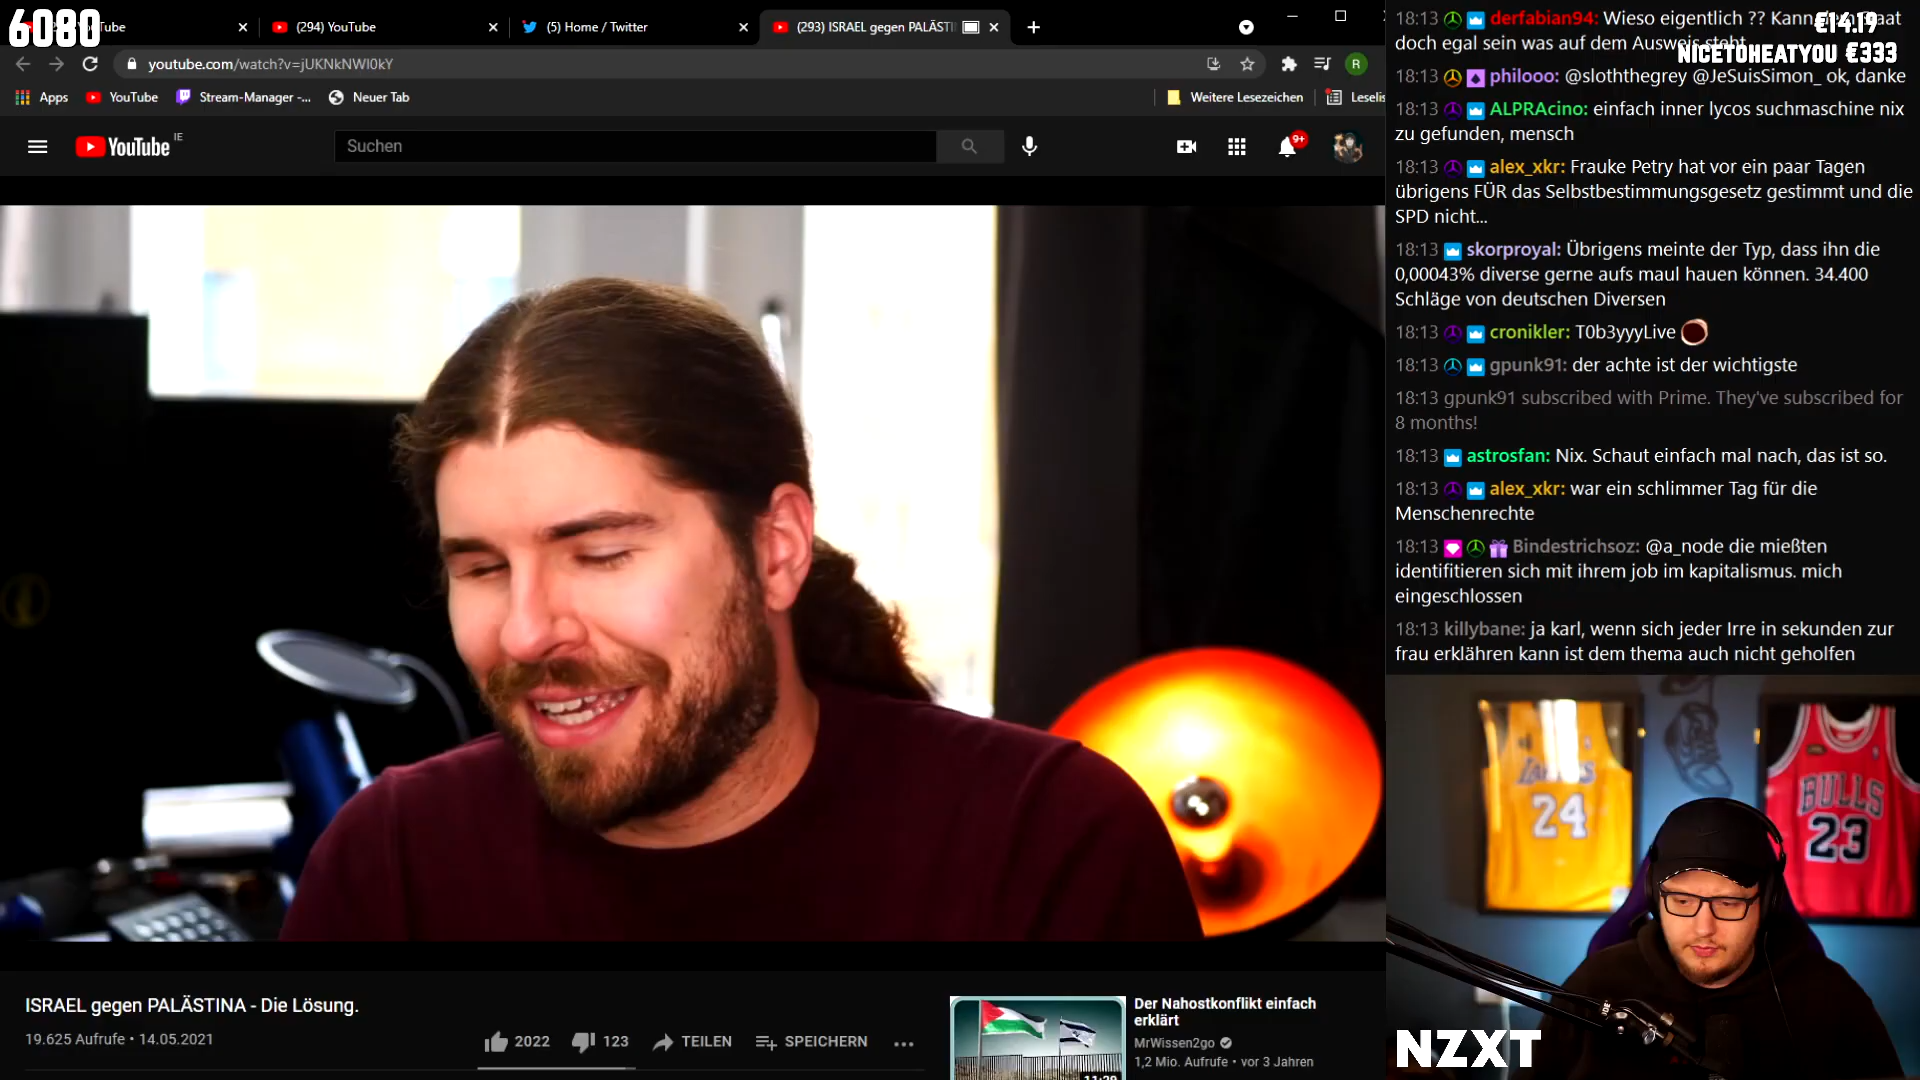 6080
Tube
(294) YouTube
(5) Home / Twitter
(293) ISRAEL gegen PALÄSTI
youtube.com/watch?v=jUKNkNWI0kY
R
Apps
YouTube
Stream-Manager -...
Neuer Tab
Weitere Lesezeichen
Leselis
YouTube IE
Suchen
9+
ISRAEL gegen PALÄSTINA - Die Lösung.
19.625 Aufrufe • 14.05.2021
2022
123
TEILEN
SPEICHERN
Der Nahostkonflikt einfach
erklärt
MrWissen2go
1,2 Mio. Aufrufe • vor 3 Jahren
€14.19
NICETOHEATYOU €333
18:13 derfabian94: Wieso eigentlich ?? Kann
doch egal sein was auf dem Ausweis steht
18:13 philooo: @sloththegrey @JeSuisSimon_ ok, danke
18:13 ALPRAcino: einfach inner lycos suchmaschine nix
zu gefunden, mensch
18:13 alex_xkr: Frauke Petry hat vor ein paar Tagen
übrigens FÜR das Selbstbestimmungsgesetz gestimmt und die
SPD nicht...
18:13 skorproyal: Übrigens meinte der Typ, dass ihn die
0,00043% diverse gerne aufs maul hauen können. 34.400
Schläge von deutschen Diversen
18:13 cronikler: T0b3yyyLive
18:13 gpunk91: der achte ist der wichtigste
18:13 gpunk91 subscribed with Prime. They've subscribed for
8 months!
18:13 astrosfan: Nix. Schaut einfach mal nach, das ist so.
18:13 alex_xkr: war ein schlimmer Tag für die
Menschenrechte
18:13 Bindestrichsoz: @a_node die mießten
identifitieren sich mit ihrem job im kapitalismus. mich
eingeschlossen
18:13 killybane: ja karl, wenn sich jeder Irre in sekunden zur
frau erklähren kann ist dem thema auch nicht geholfen
24
BULLS
23
NZXT